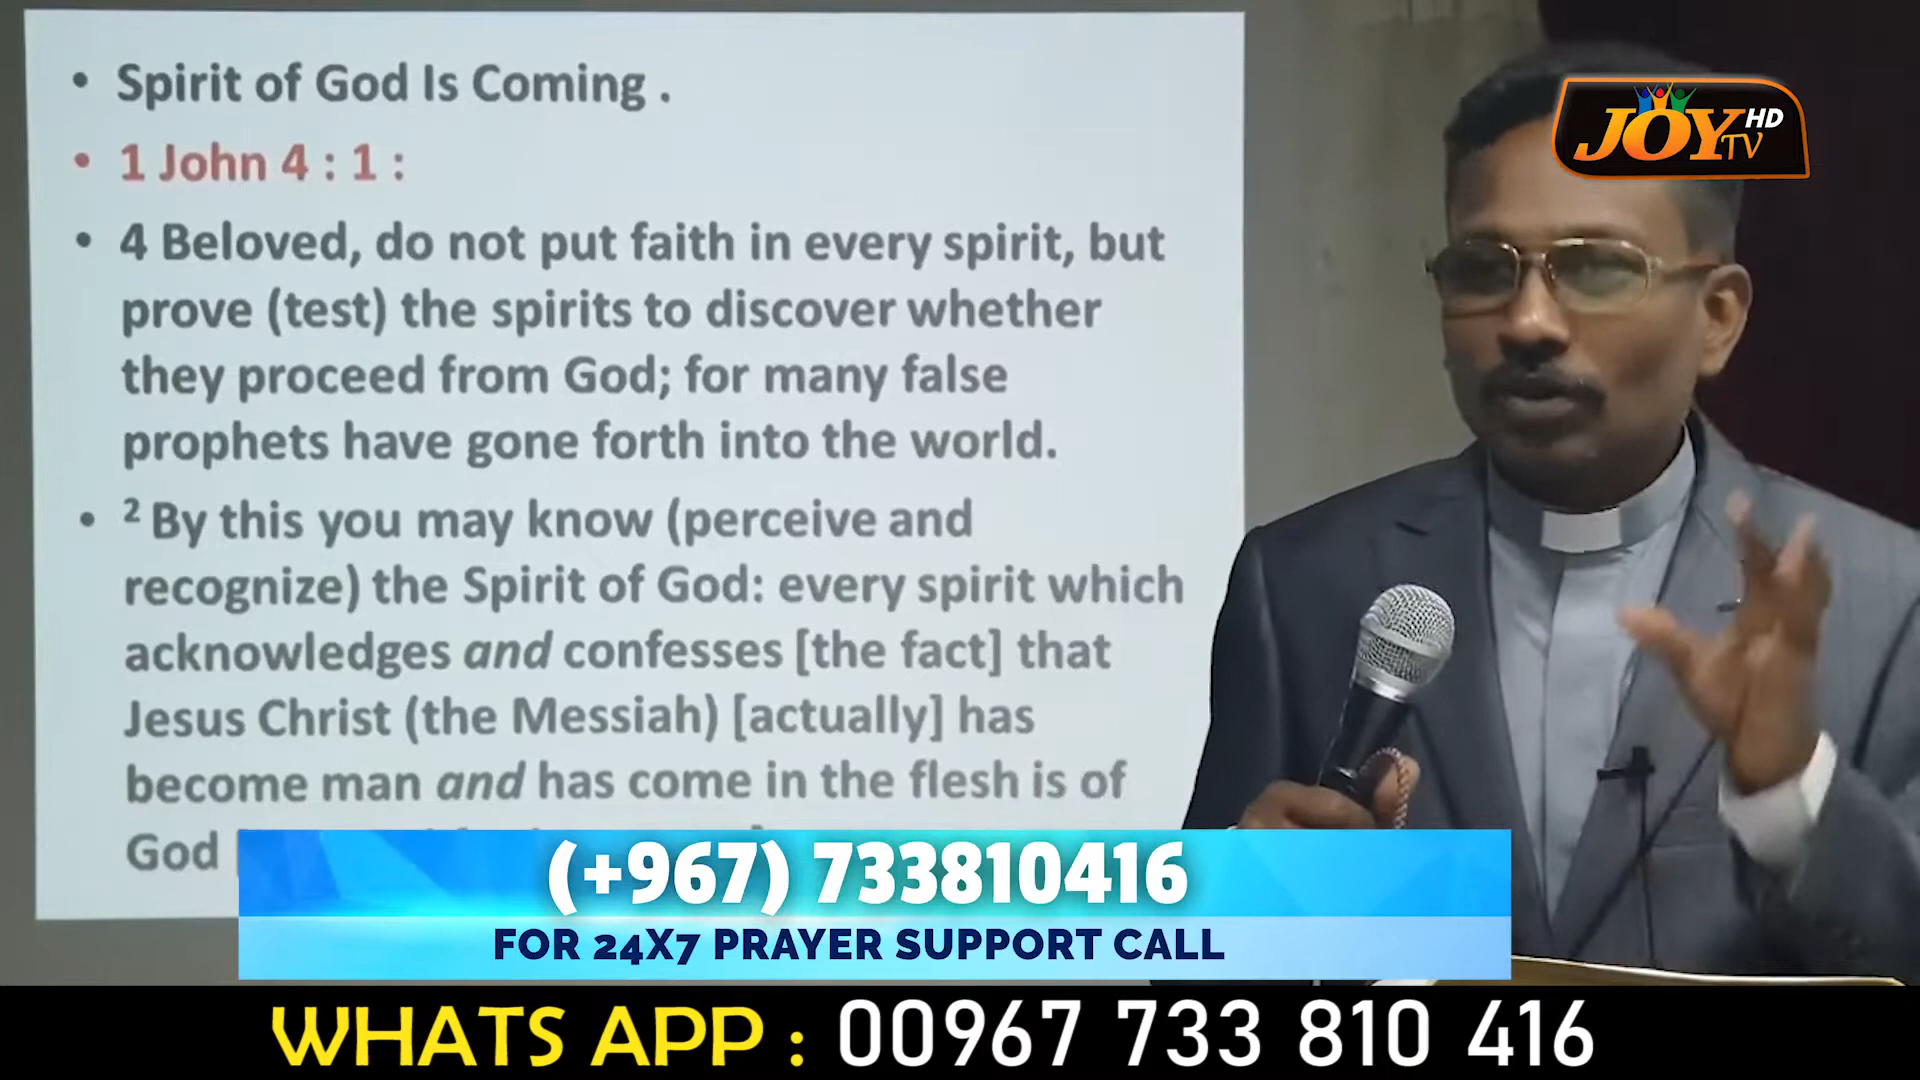 • Spirit of God Is Coming .
• 1 John 4 : 1 :
• 4 Beloved, do not put faith in every spirit, but
prove (test) the spirits to discover whether
they proceed from God; for many false
prophets have gone forth into the world.
• ² By this you may know (perceive and
recognize) the Spirit of God: every spirit which
acknowledges and confesses [the fact] that
Jesus Christ (the Messiah) [actually] has
become man and has come in the flesh is of
God
JOY HD
TV
(+967) 733810416
FOR 24X7 PRAYER SUPPORT CALL
WHATS APP : 00967 733 810 416